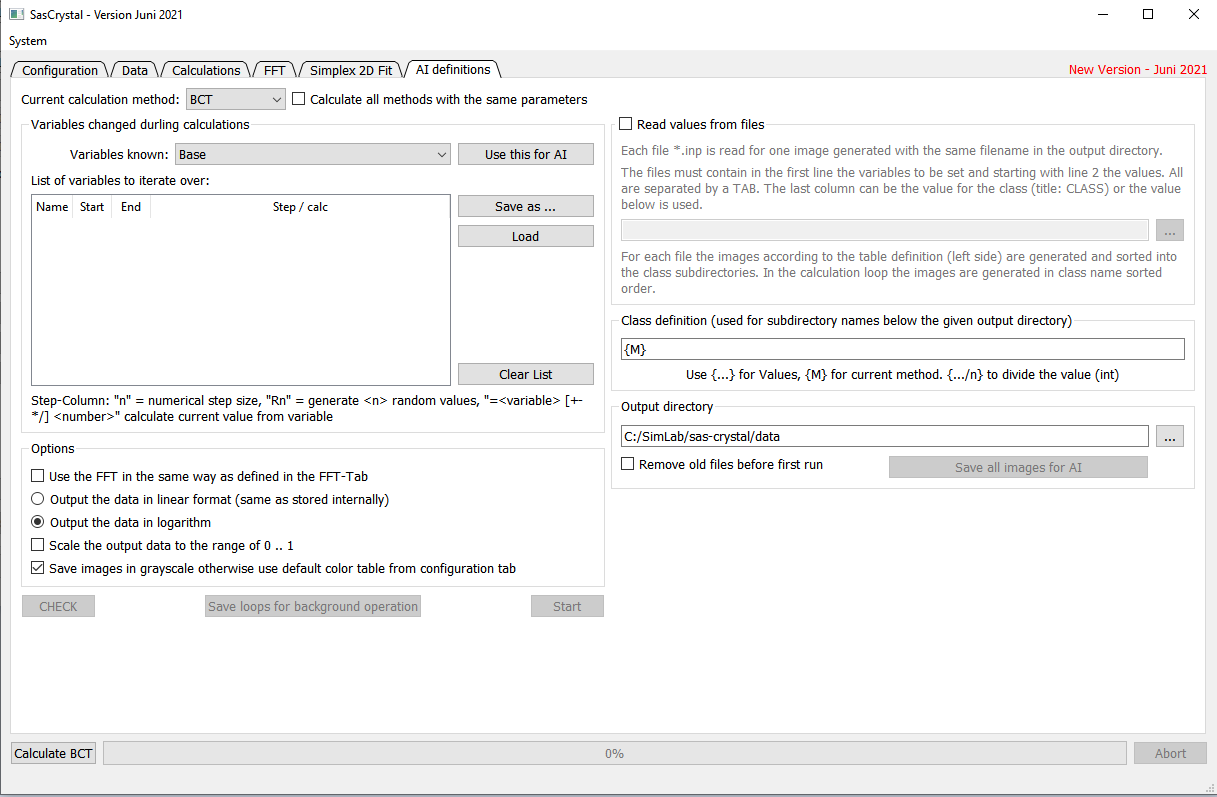 SasCrystal - Version Juni 2021
System
Configuration Data Calculations FFT Simplex 2D Fit AI definitions
New Version - Juni 2021
Current calculation method: BCT Calculate all methods with the same parameters
Variables changed durling calculations
Variables known: Base Use this for AI
List of variables to iterate over:
Name Start End Step / calc
Save as ...
Load
Clear List
Step-Column: "n" = numerical step size, "Rn" = generate <n> random values, "=<variable> [+-
*/] <number>" calculate current value from variable
Options
Use the FFT in the same way as defined in the FFT-Tab
Output the data in linear format (same as stored internally)
Output the data in logarithm
Scale the output data to the range of 0 .. 1
Save images in grayscale otherwise use default color table from configuration tab
CHECK Save loops for background operation Start
Read values from files
Each file *.inp is read for one image generated with the same filename in the output directory.
The files must contain in the first line the variables to be set and starting with line 2 the values. All
are separated by a TAB. The last column can be the value for the class (title: CLASS) or the value
below is used.
...
For each file the images according to the table definition (left side) are generated and sorted into
the class subdirectories. In the calculation loop the images are generated in class name sorted
order.
Class definition (used for subdirectory names below the given output directory)
{M}
Use {...} for Values, {M} for current method. {.../n} to divide the value (int)
Output directory
C:/SimLab/sas-crystal/data ...
Remove old files before first run Save all images for AI
Calculate BCT 0% Abort